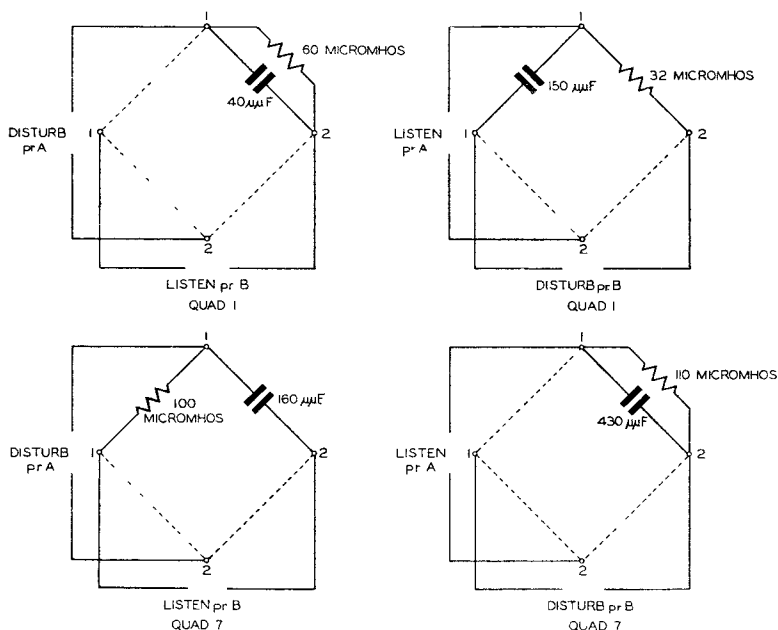 1
60 MICROMHOS
40 µµF
DISTURB
pr A
1
2
2
LISTEN pr B
QUAD 1
1
150 µµF
32 MICROMHOS
LISTEN
pr A
1
2
2
DISTURB pr B
QUAD 1
1
100
MICROMHOS
160 µµF
DISTURB
pr A
1
2
2
LISTEN pr B
QUAD 7
1
110 MICROMHOS
430 µµF
LISTEN
pr A
1
2
2
DISTURB pr B
QUAD 7